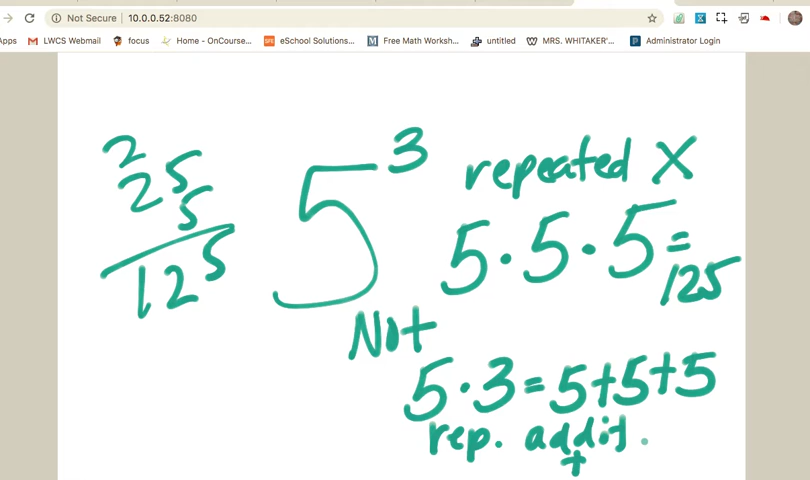 Not Secure | 10.0.0.52:8080
Apps LWCS Webmail focus Home - OnCourse... eSchool Solutions... Free Math Worksh... untitled MRS. WHITAKER'... Administrator Login
2
25
5
125
5³
repeated X
5·5·5=
125
Not
5·3=5+5+5
rep. addit.
+